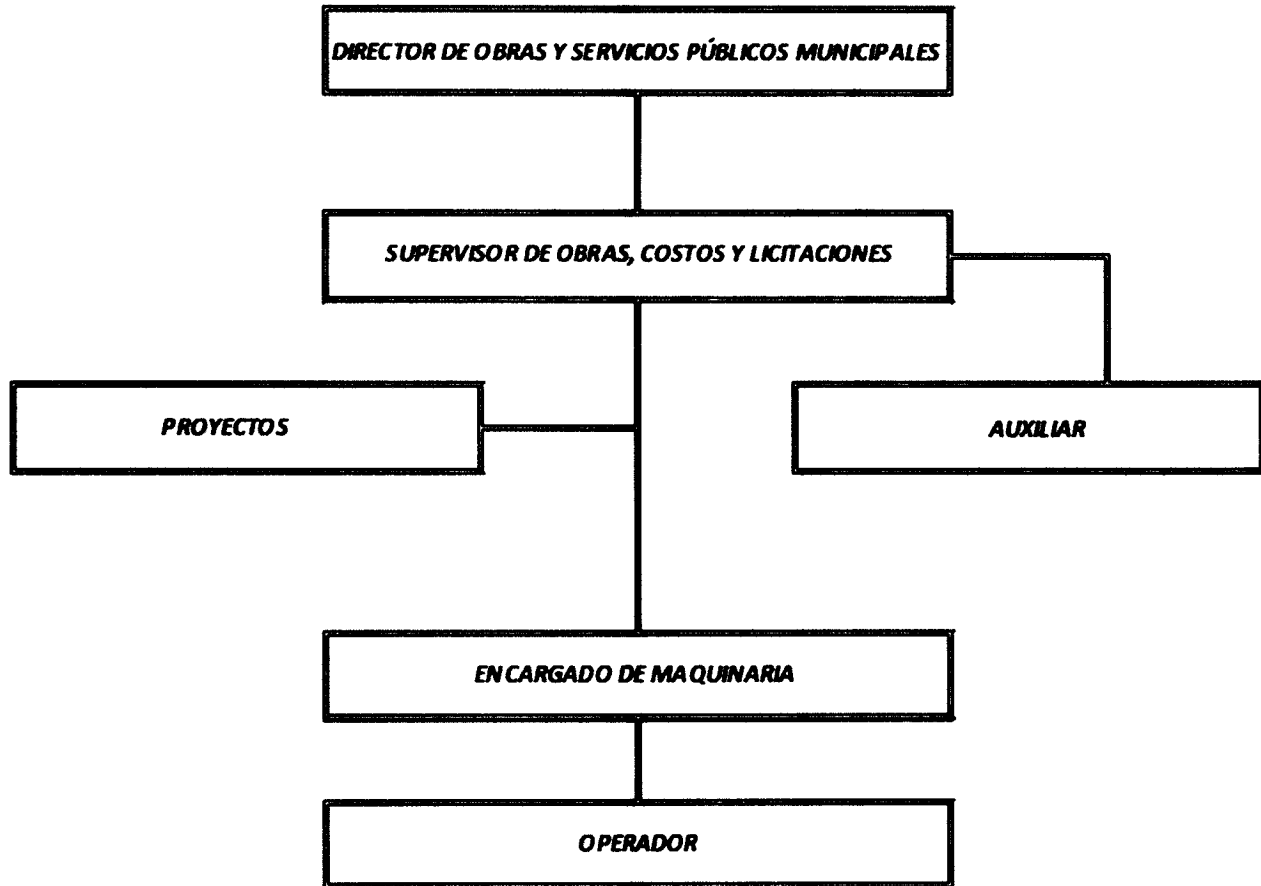 DIRECTOR DE OBRAS Y SERVICIOS PÚBLICOS MUNICIPALES
SUPERVISOR DE OBRAS, COSTOS Y LICITACIONES
PROYECTOS
AUXILIAR
ENCARGADO DE MAQUINARIA
OPERADOR